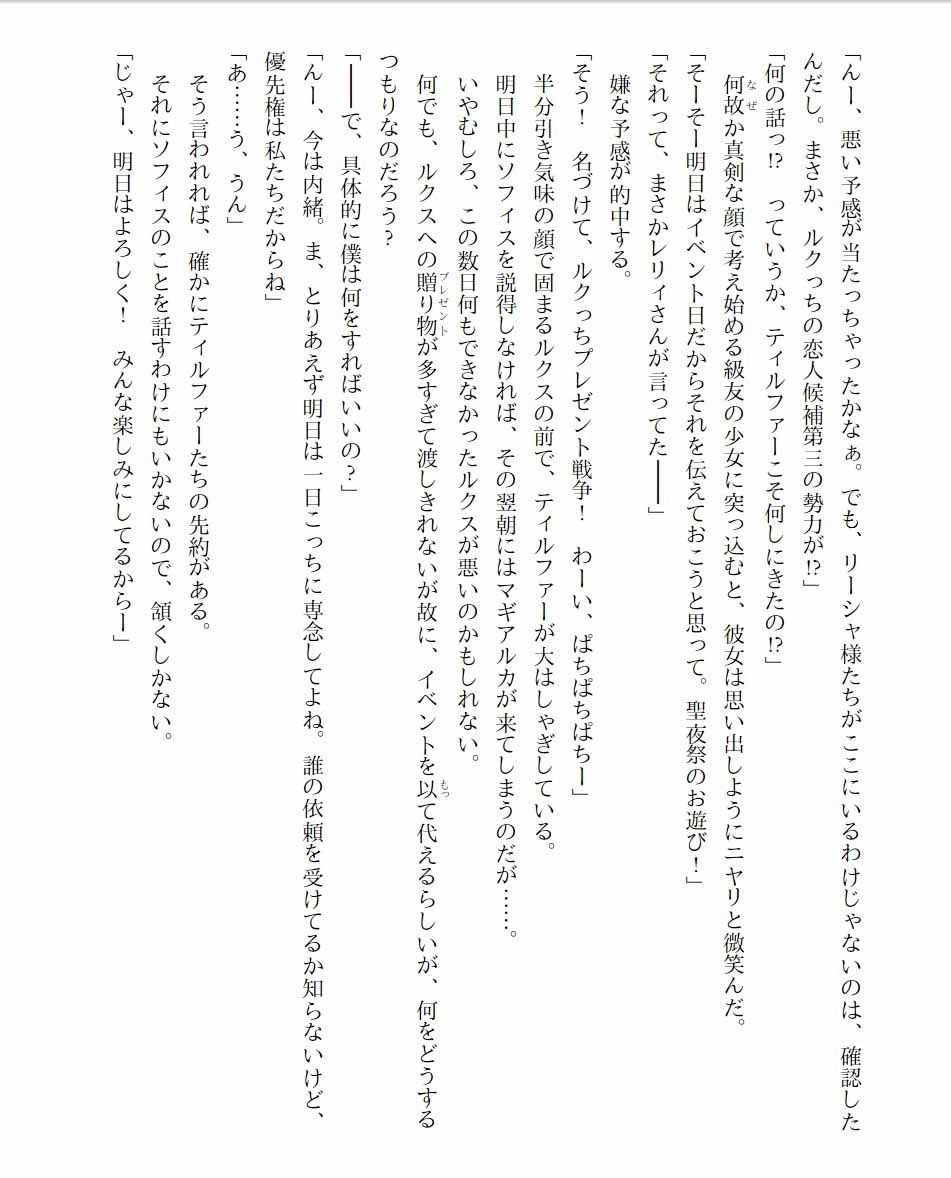 「んー、悪い予感が当たっちゃったかなぁ。でも、リーシャ様たちがここにいるわけじゃないのは、確認した
んだし。まさか、ルクっちの恋人候補第三の勢力が!?」
「何の話っ!?　っていうか、ティルファーこそ何しにきたの!?」
　何故か真剣な顔で考え始める級友の少女に突っ込むと、彼女は思い出しようにニヤリと微笑んだ。
「そーそー明日はイベント日だからそれを伝えておこうと思って。聖夜祭のお遊び！」
「それって、まさかレリィさんが言ってた――」
　嫌な予感が的中する。
「そう！　名づけて、ルクっちプレゼント戦争！　わーい、ぱちぱちぱちー」
　半分引き気味の顔で固まるルクスの前で、ティルファーが大はしゃぎしている。
　明日中にソフィスを説得しなければ、その翌朝にはマギアルカが来てしまうのだが……。
　いやむしろ、この数日何もできなかったルクスが悪いのかもしれない。
　何でも、ルクスへの贈り物が多すぎて渡しきれないが故に、イベントを以て代えるらしいが、何をどうする
つもりなのだろう？
「――で、具体的に僕は何をすればいいの？」
「んー、今は内緒。ま、とりあえず明日は一日こっちに専念してよね。誰の依頼を受けてるか知らないけど、
優先権は私たちだからね」
「あ……う、うん」
　そう言われれば、確かにティルファーたちの先約がある。
　それにソフィスのことを話すわけにもいかないので、頷くしかない。
「じゃー、明日はよろしく！　みんな楽しみにしてるからー」